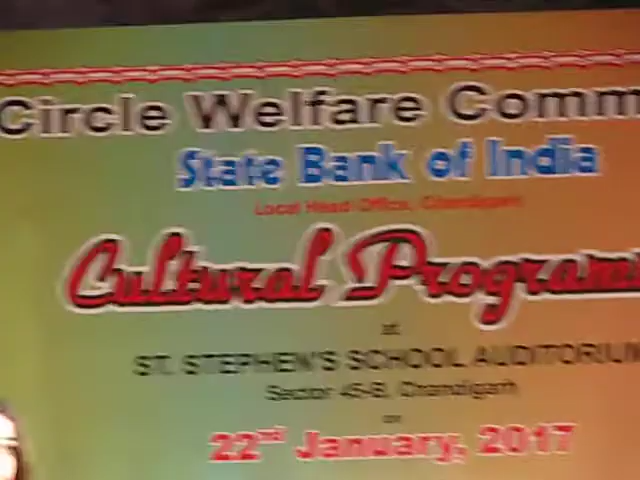 Circle Welfare Comm
State Bank of India
Local Head Office, Chandigarh
Cultural Program
at
ST. STEPHEN'S SCHOOL AUDITORIUM
Sector 45-B, Chandigarh
on
22nd January, 2017